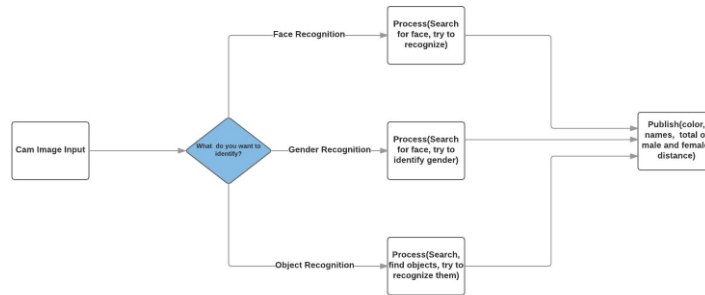 Face Recognition
Process(Search
for face, try to
recognize)
Cam Image Input
What do you want to
identify?
Gender Recognition
Process(Search
for face, try to
identify gender)
Publish(color,
names, total o
male and female
distance)
Object Recognition
Process(Search,
find objects, try to
recognize them)